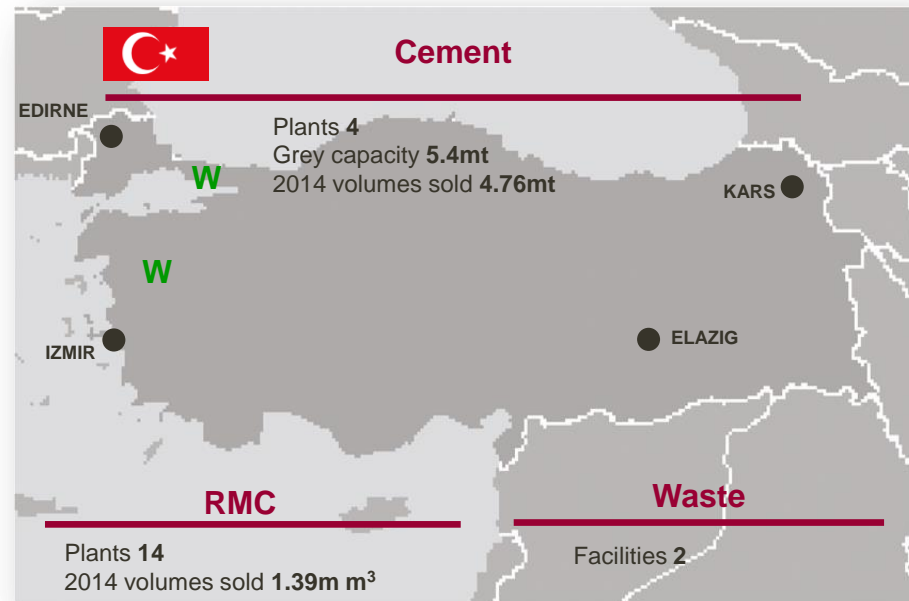 Cement
EDIRNE
Plants 4
Grey capacity 5.4mt
2014 volumes sold 4.76mt
W
KARS
W
IZMIR
ELAZIG
RMC
Plants 14
2014 volumes sold 1.39m m³
Waste
Facilities 2